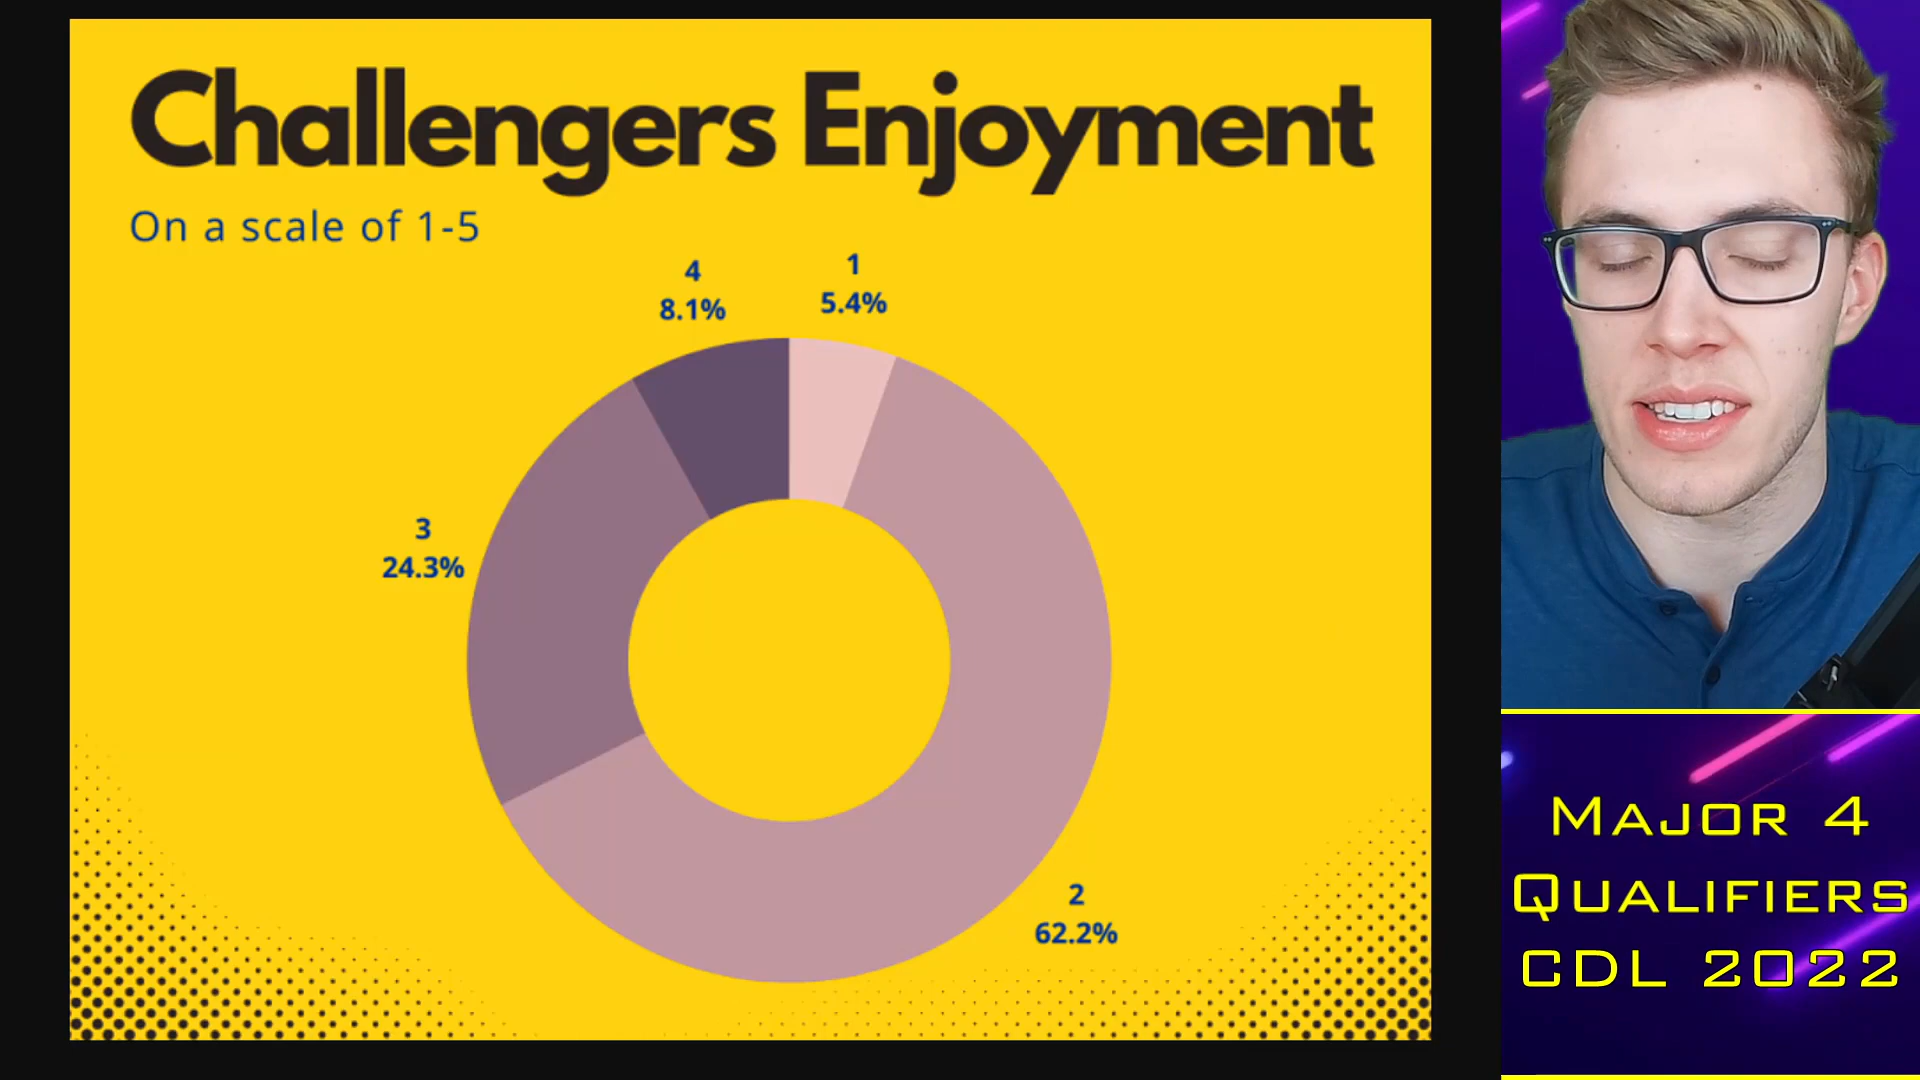 Challengers Enjoyment
On a scale of 1-5
4
8.1%
1
5.4%
3
24.3%
2
62.2%
MAJOR 4
QUALIFIERS
CDL 2022